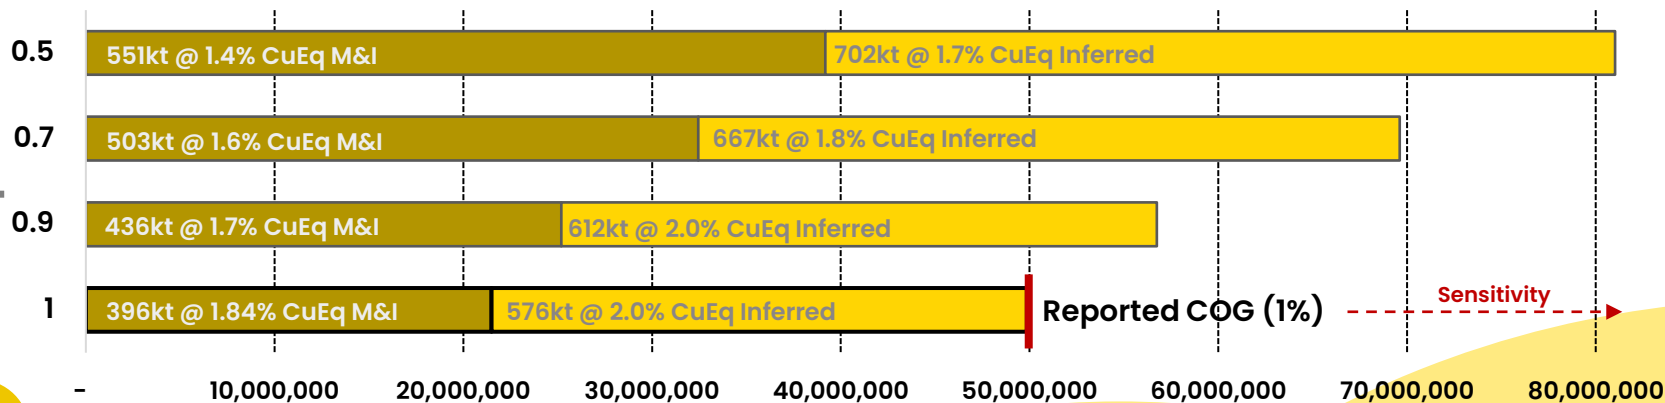 0.5 551kt @ 1.4% CuEq M&I 702kt @ 1.7% CuEq Inferred
0.7 503kt @ 1.6% CuEq M&I 667kt @ 1.8% CuEq Inferred
0.9 436kt @ 1.7% CuEq M&I 612kt @ 2.0% CuEq Inferred
1 396kt @ 1.84% CuEq M&I 576kt @ 2.0% CuEq Inferred Reported COG (1%) Sensitivity
- 10,000,000 20,000,000 30,000,000 40,000,000 50,000,000 60,000,000 70,000,000 80,000,000